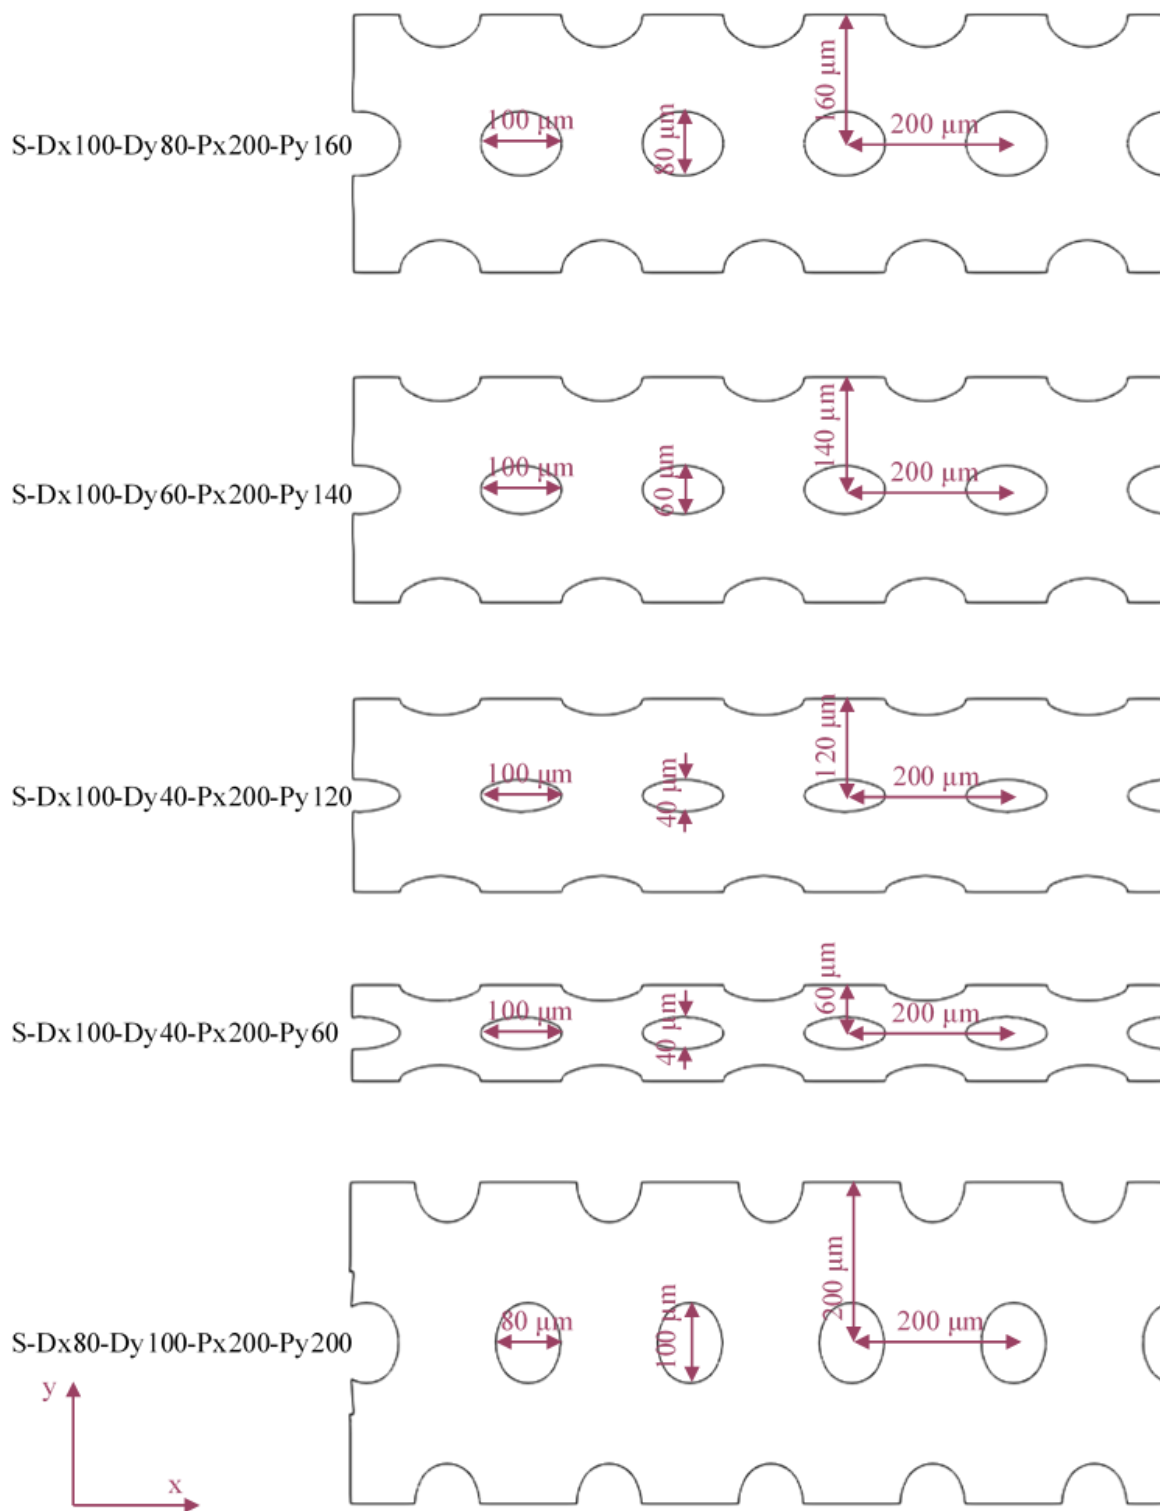 160 µm
S-Dx100-Dy80-Px200-Py160
100 µm
80 µm
200 µm
140 µm
S-Dx100-Dy60-Px200-Py140
100 µm
60 µm
200 µm
120 µm
S-Dx100-Dy40-Px200-Py120
100 µm
40 µm
200 µm
60 µm
S-Dx100-Dy40-Px200-Py60
100 µm
40 µm
200 µm
200 µm
S-Dx80-Dy100-Px200-Py200
80 µm
100 µm
200 µm
y
x